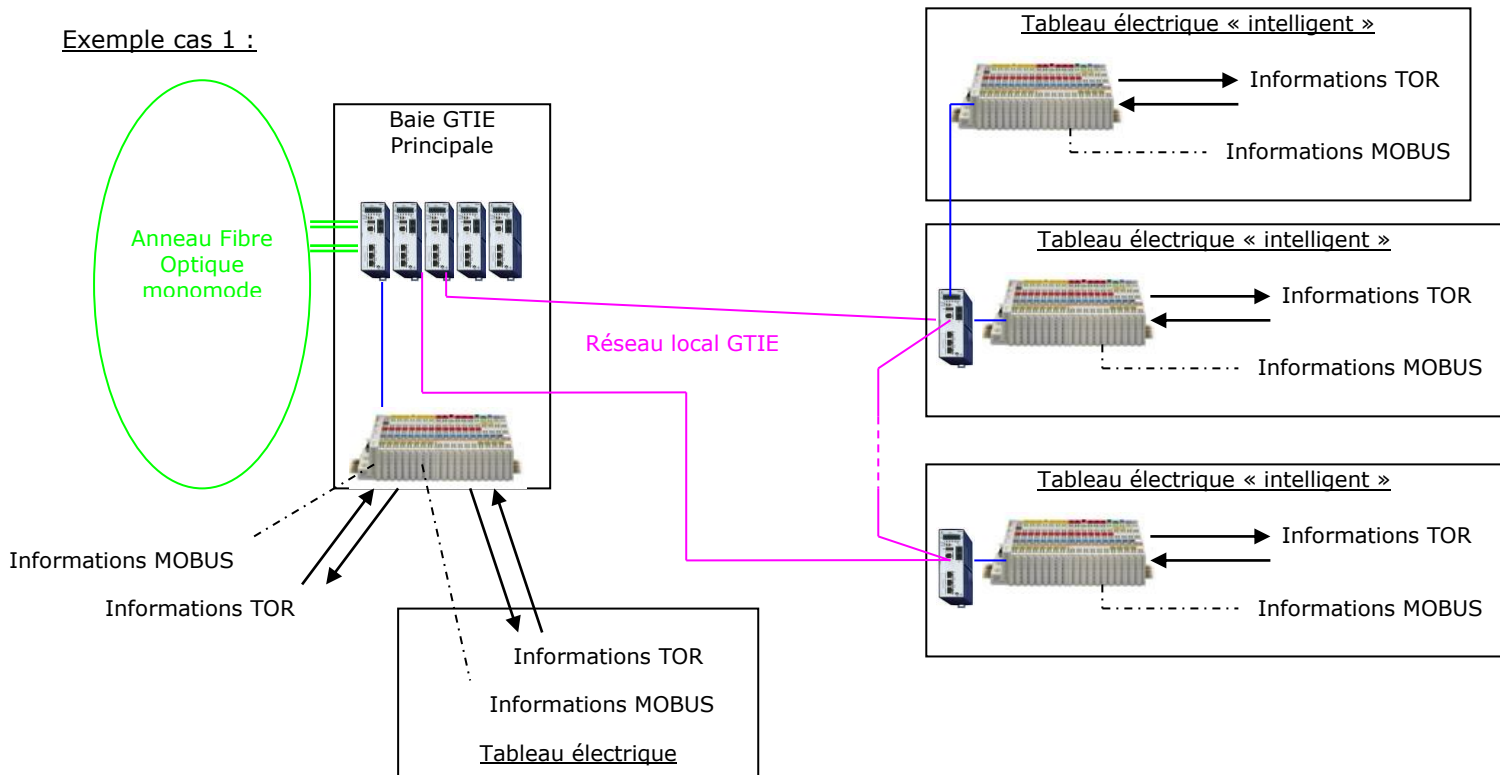 Exemple cas 1 :
Baie GTIE
Principale
Anneau Fibre
Optique
monomode
Réseau local GTIE
Tableau électrique « intelligent »
Informations TOR
Informations MOBUS
Tableau électrique « intelligent »
Informations TOR
Informations MOBUS
Tableau électrique « intelligent »
Informations TOR
Informations MOBUS
Informations MOBUS
Informations TOR
Informations TOR
Informations MOBUS
Tableau électrique